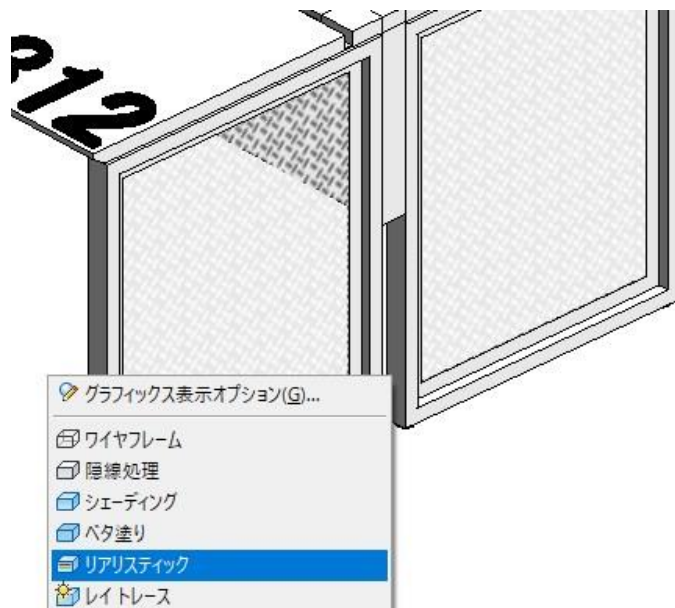 312
グラフィックス表示オプション(G)...
ワイヤフレーム
隠線処理
シェーディング
ベタ塗り
リアリスティック
レイ トレース